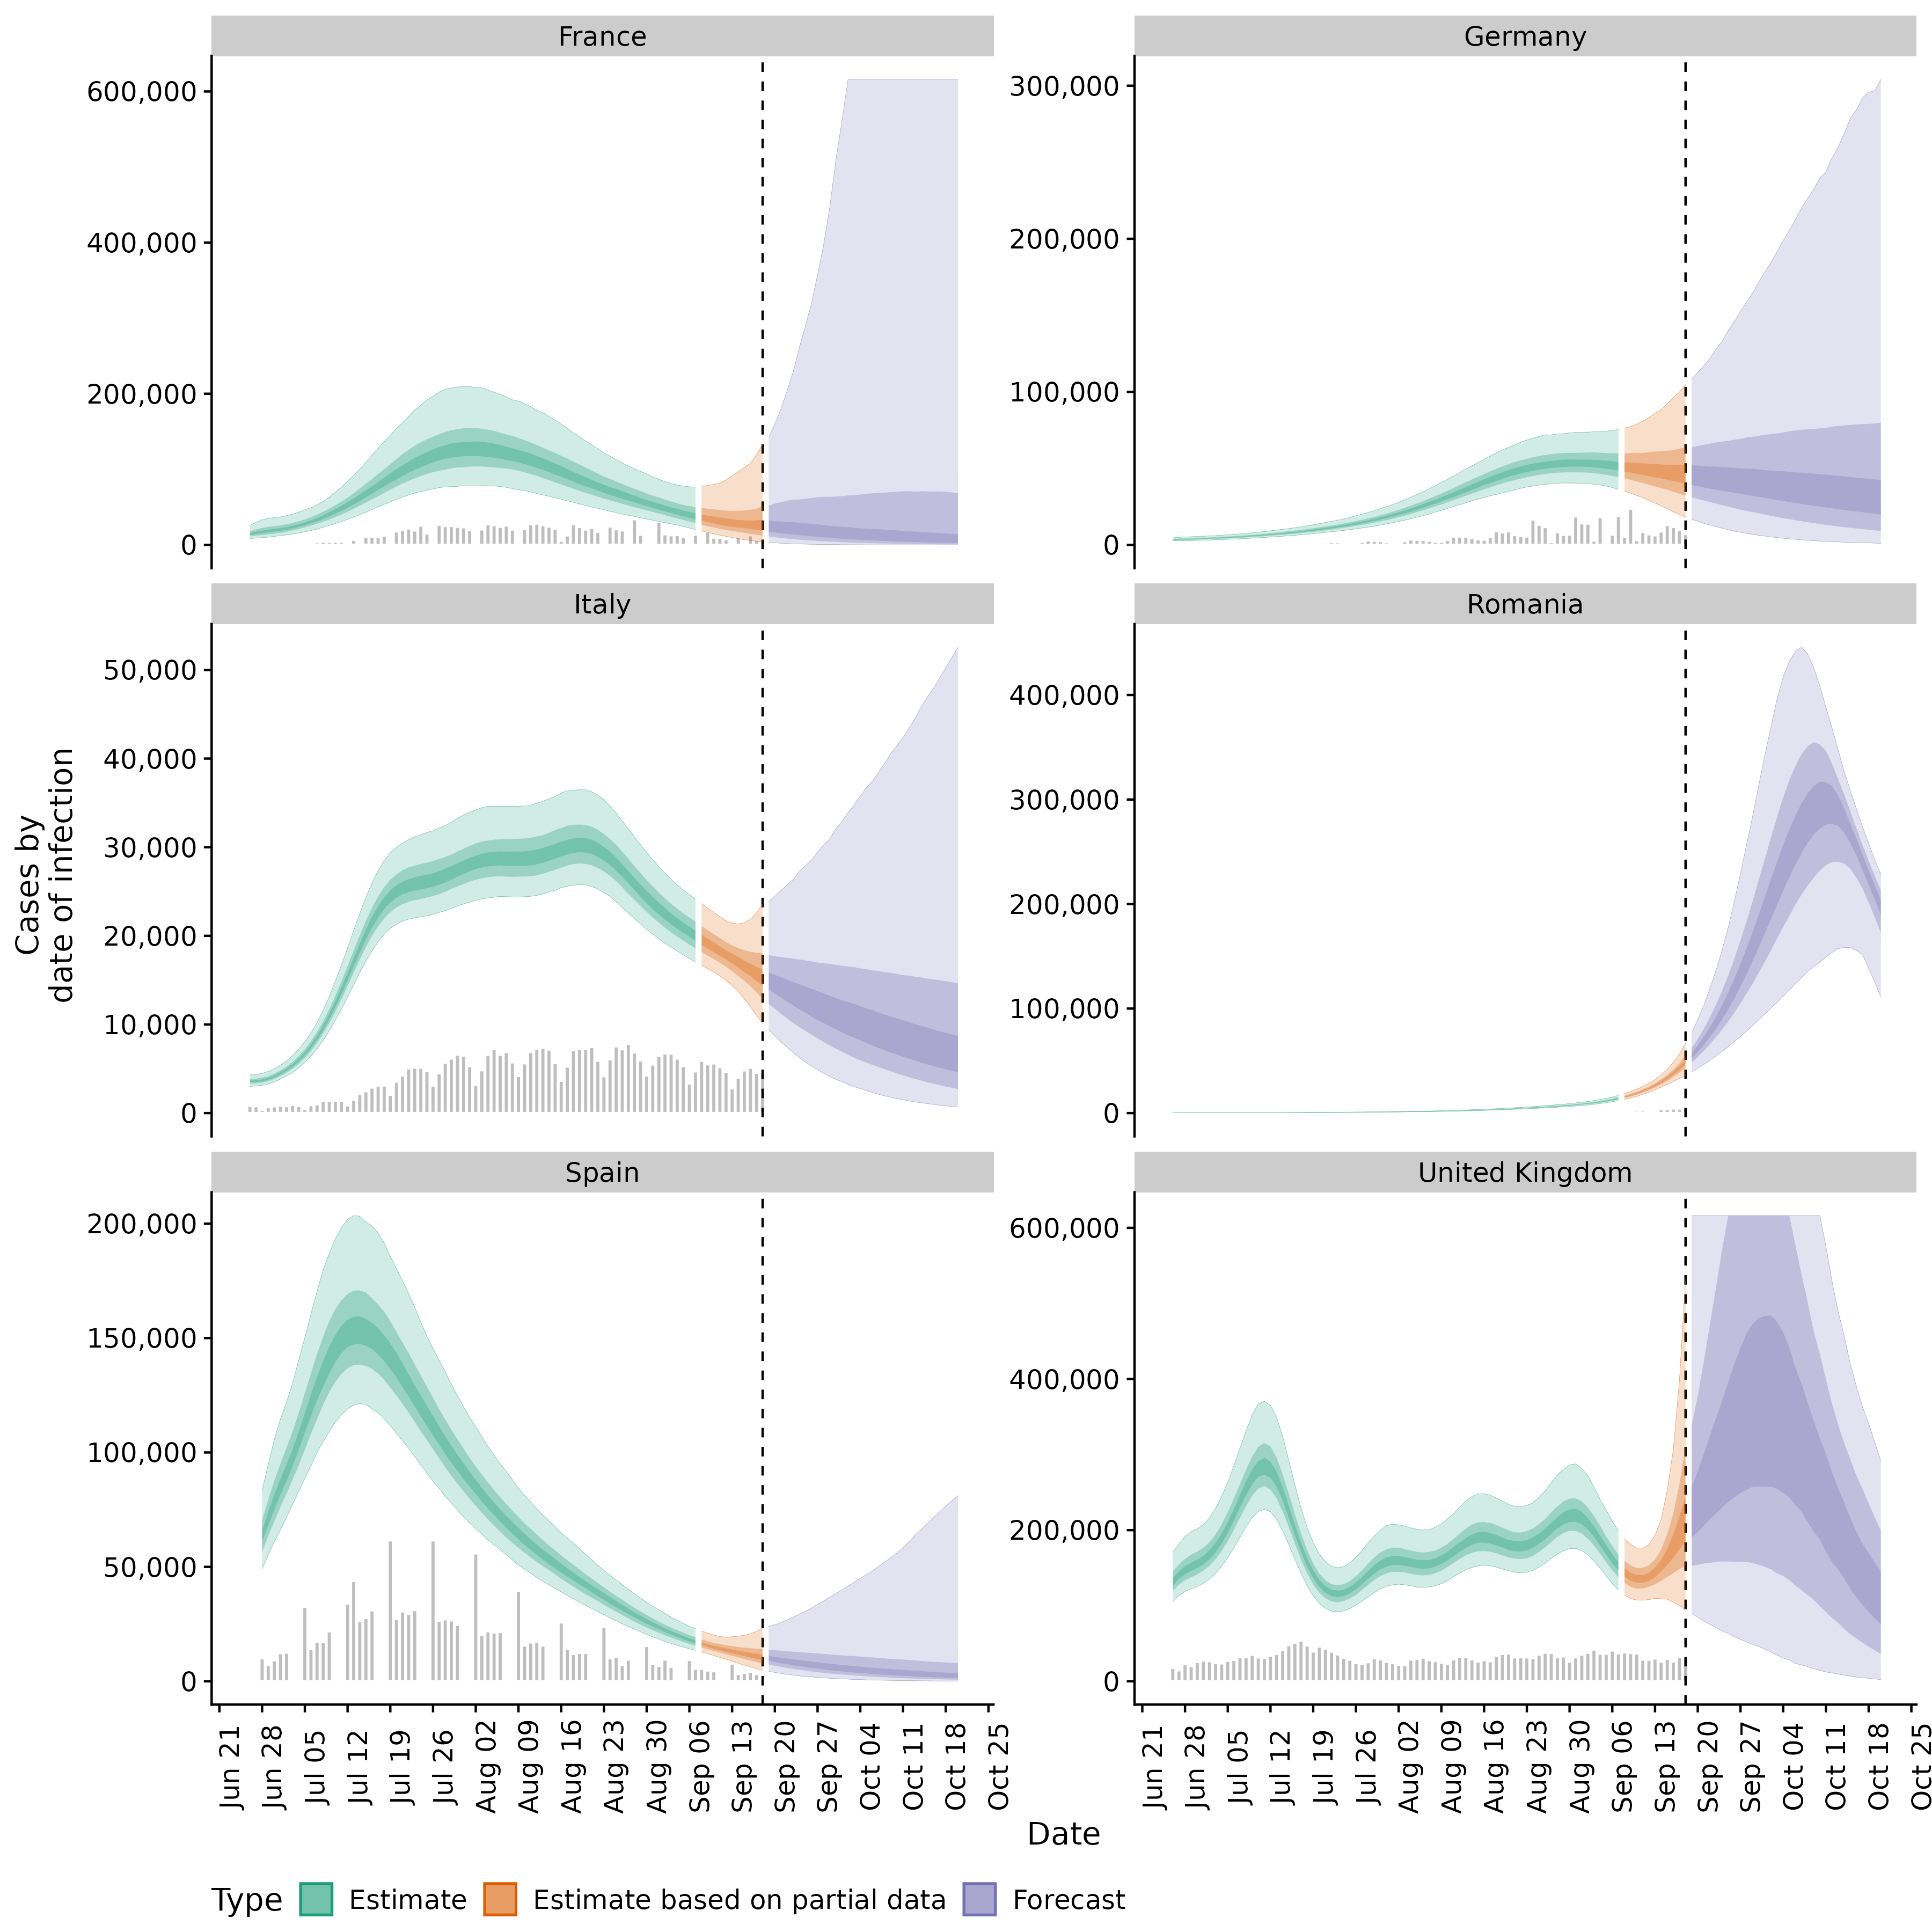 France
Germany
600,000
400,000
200,000
0
300,000
200,000
100,000
0
Italy
Romania
50,000
40,000
30,000
20,000
10,000
0
400,000
300,000
200,000
100,000
0
Cases by
date of infection
Spain
United Kingdom
200,000
150,000
100,000
50,000
0
600,000
400,000
200,000
0
Jun 21
Jun 28
Jul 05
Jul 12
Jul 19
Jul 26
Aug 02
Aug 09
Aug 16
Aug 23
Aug 30
Sep 06
Sep 13
Sep 20
Sep 27
Oct 04
Oct 11
Oct 18
Oct 25
Jun 21
Jun 28
Jul 05
Jul 12
Jul 19
Jul 26
Aug 02
Aug 09
Aug 16
Aug 23
Aug 30
Sep 06
Sep 13
Sep 20
Sep 27
Oct 04
Oct 11
Oct 18
Oct 25
Date
Type Estimate Estimate based on partial data Forecast